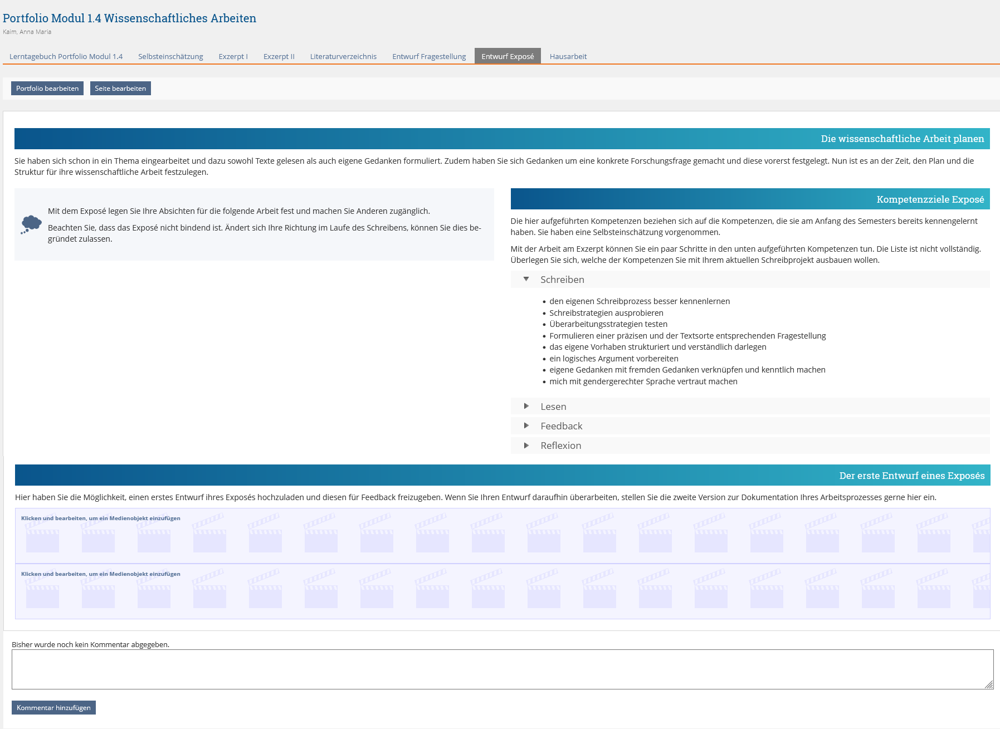 Portfolio Modul 1.4 Wissenschaftliches Arbeiten
Kaim, Anna Maria
Lerntagebuch Portfolio Modul 1.4 Selbsteinschätzung Exzerpt I Exzerpt II Literaturverzeichnis Entwurf Fragestellung Entwurf Exposé Hausarbeit
Portfolio bearbeiten Seite bearbeiten
Die wissenschaftliche Arbeit planen
Sie haben sich schon in ein Thema eingearbeitet und dazu sowohl Texte gelesen als auch eigene Gedanken formuliert. Zudem haben Sie sich Gedanken um eine konkrete Forschungsfrage gemacht und diese vorerst festgelegt. Nun ist es an der Zeit, den Plan und die
Struktur für ihre wissenschaftliche Arbeit festzulegen.
Mit dem Exposé legen Sie Ihre Absichten für die folgende Arbeit fest und machen Sie Anderen zugänglich.
Beachten Sie, dass das Exposé nicht bindend ist. Ändert sich Ihre Richtung im Laufe des Schreibens, können Sie dies be-
gründet zulassen.
Kompetenzziele Exposé
Die hier aufgeführten Kompetenzen beziehen sich auf die Kompetenzen, die sie am Anfang des Semesters bereits kennengelernt
haben. Sie haben eine Selbsteinschätzung vorgenommen.
Mit der Arbeit am Exzerpt können Sie ein paar Schritte in den unten aufgeführten Kompetenzen tun. Die Liste ist nicht vollständig.
Überlegen Sie sich, welche der Kompetenzen Sie mit Ihrem aktuellen Schreibprojekt ausbauen wollen.
Schreiben
• den eigenen Schreibprozess besser kennenlernen
• Schreibstrategien ausprobieren
• Überarbeitungsstrategien testen
• Formulieren einer präzisen und der Textsorte entsprechenden Fragestellung
• das eigene Vorhaben strukturiert und verständlich darlegen
• ein logisches Argument vorbereiten
• eigene Gedanken mit fremden Gedanken verknüpfen und kenntlich machen
• mich mit gendergerechter Sprache vertraut machen
Lesen
Feedback
Reflexion
Der erste Entwurf eines Exposés
Hier haben Sie die Möglichkeit, einen erstes Entwurf ihres Exposés hochzuladen und diesen für Feedback freizugeben. Wenn Sie Ihren Entwurf daraufhin überarbeiten, stellen Sie die zweite Version zur Dokumentation Ihres Arbeitsprozesses gerne hier ein.
Klicken und bearbeiten, um ein Medienobjekt einzufügen
Klicken und bearbeiten, um ein Medienobjekt einzufügen
Bisher wurde noch kein Kommentar abgegeben.
Kommentar hinzufügen